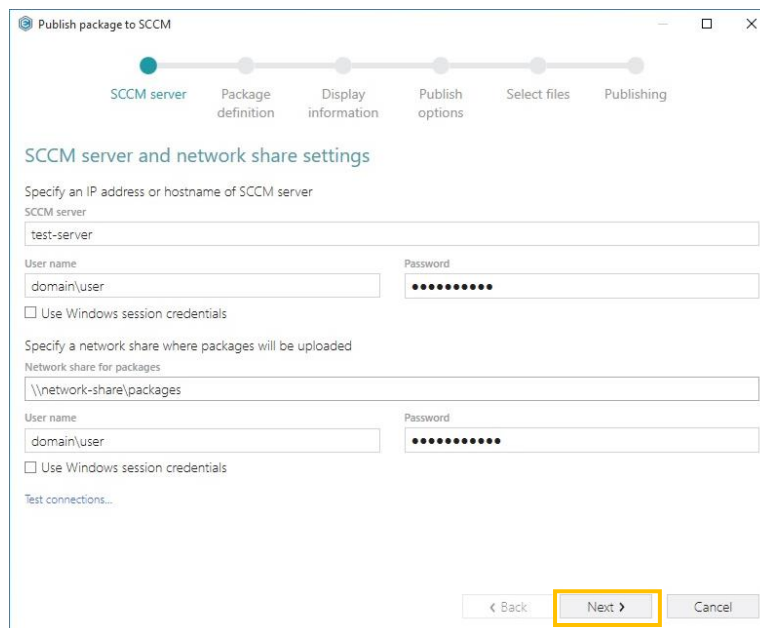 Publish package to SCCM
SCCM server
Package definition
Display information
Publish options
Select files
Publishing
SCCM server and network share settings
Specify an IP address or hostname of SCCM server
SCCM server
test-server
User name
Password
domain\user
●●●●●●●●●●
Use Windows session credentials
Specify a network share where packages will be uploaded
Network share for packages
\\network-share\packages
User name
Password
domain\user
●●●●●●●●●●●
Use Windows session credentials
Test connections...
‹ Back
Next ›
Cancel